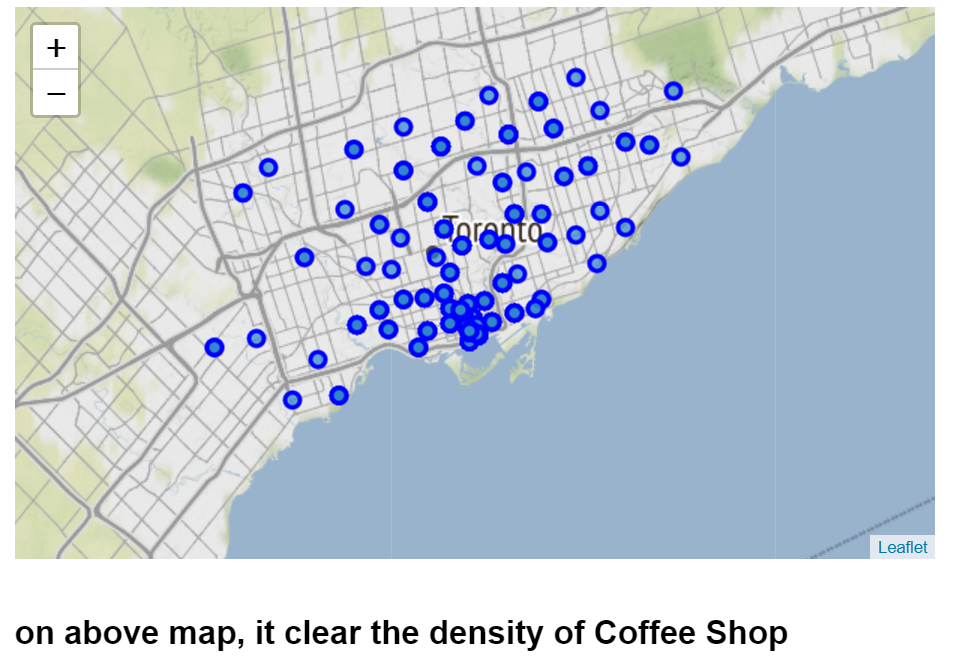 +
−
Toronto
Leaflet
on above map, it clear the density of Coffee Shop